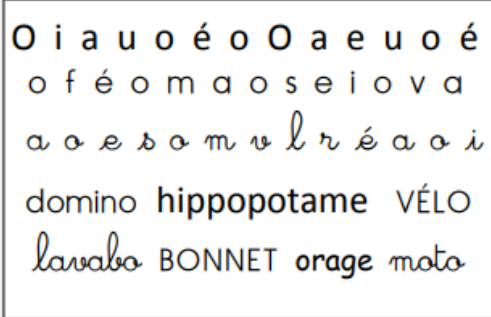 O i a u o é o O a e u o é
o f é o m a o s e i o v a
a o e s o m v l r é a o i
domino hippopotame VÉLO
lavabo BONNET orage moto